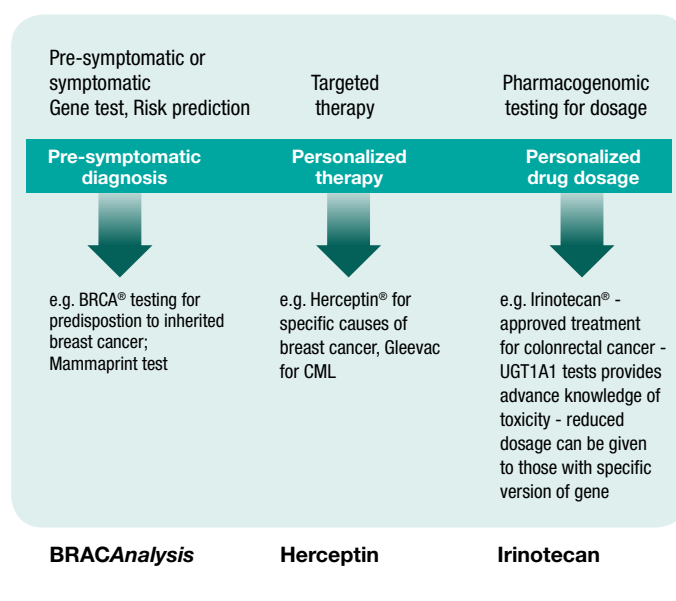 Pre-symptomatic or
symptomatic
Gene test, Risk prediction
Targeted
therapy
Pharmacogenomic
testing for dosage
Pre-symptomatic
diagnosis
Personalized
therapy
Personalized
drug dosage
e.g. BRCA® testing for
predispostion to inherited
breast cancer;
Mammaprint test
e.g. Herceptin® for
specific causes of
breast cancer, Gleevac
for CML
e.g. Irinotecan® -
approved treatment
for colonrectal cancer -
UGT1A1 tests provides
advance knowledge of
toxicity - reduced
dosage can be given
to those with specific
version of gene
BRACAnalysis
Herceptin
Irinotecan